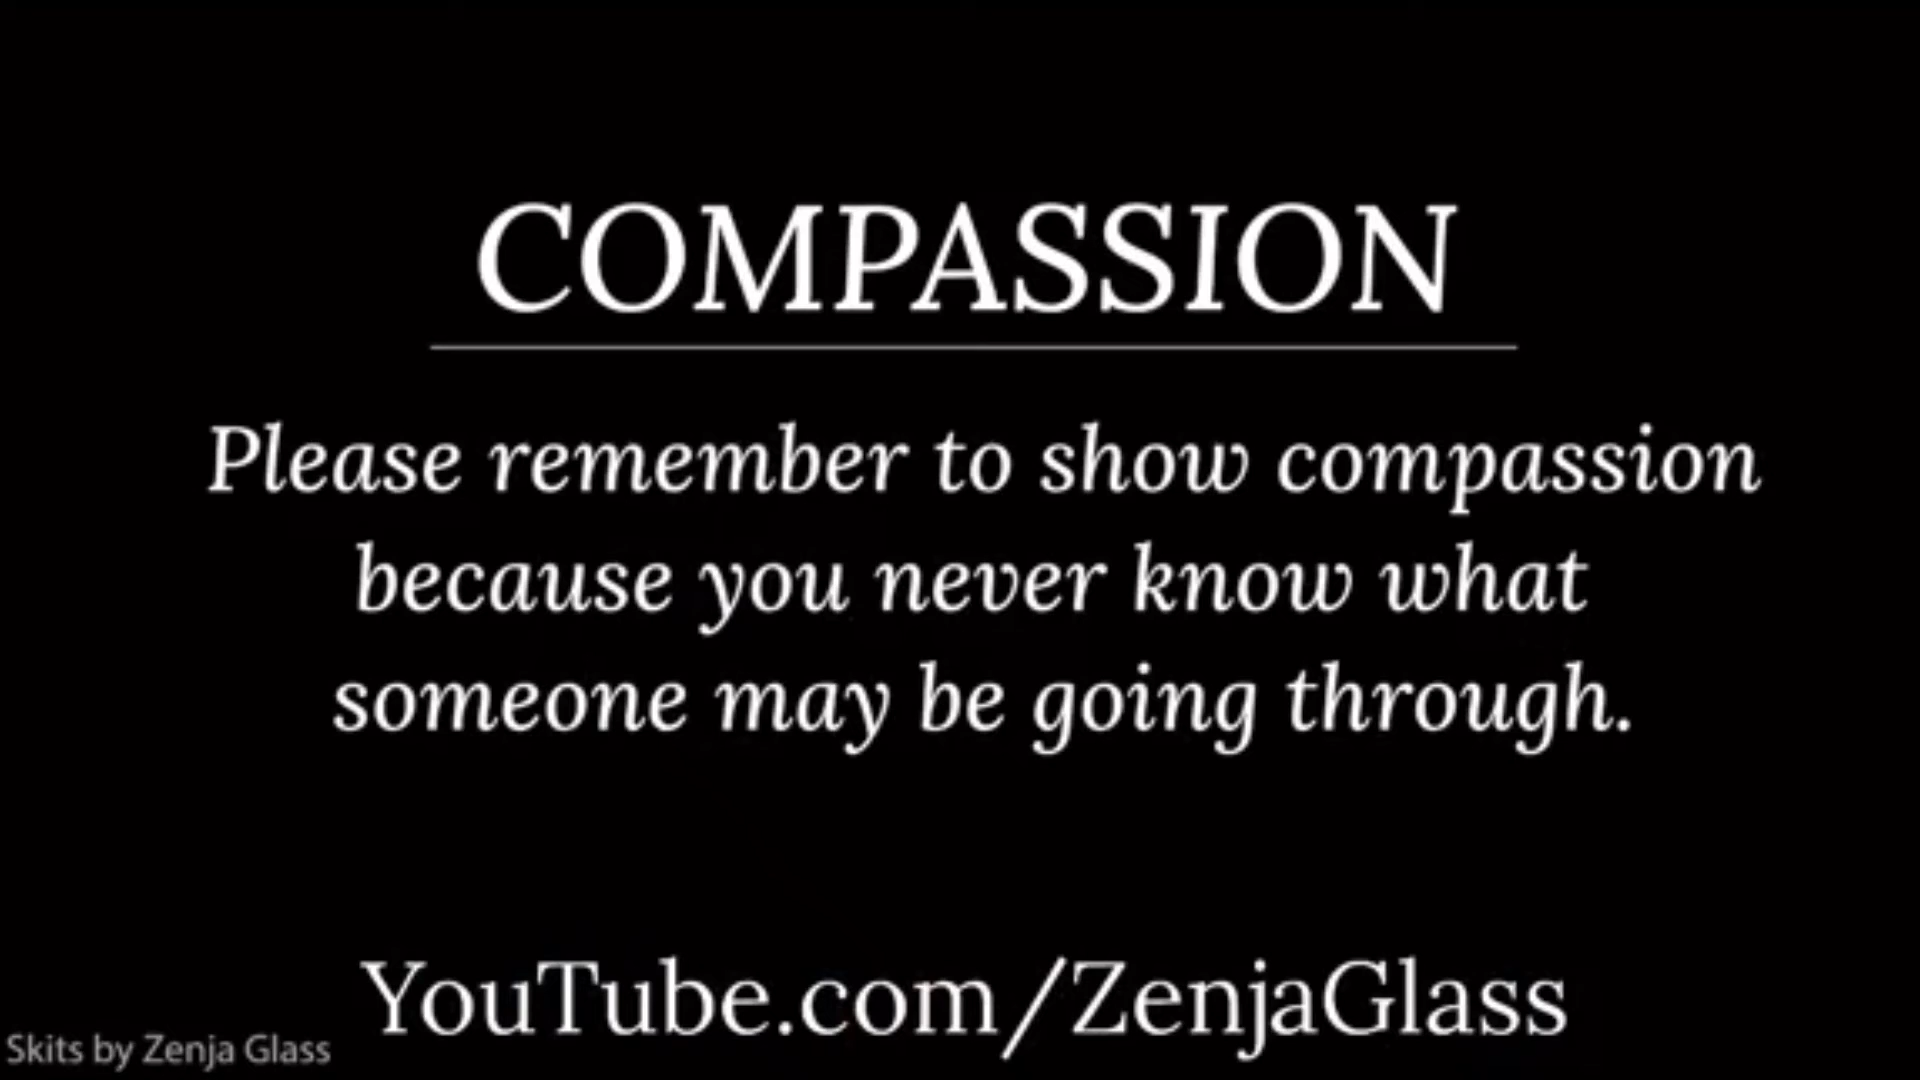 COMPASSION
Please remember to show compassion
because you never know what
someone may be going through.
YouTube.com/ZenjaGlass
Skits by Zenja Glass